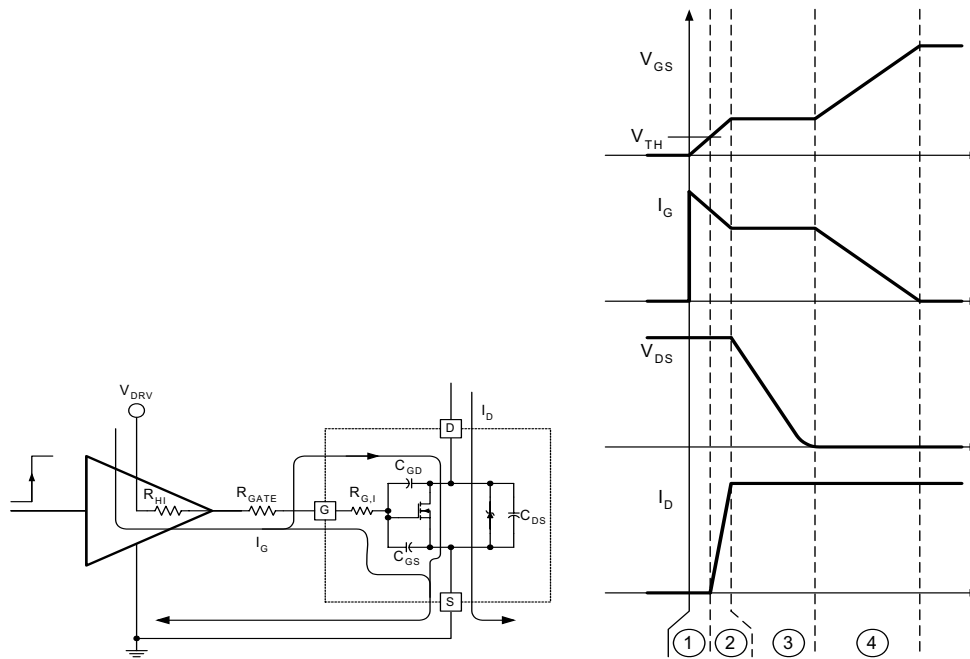 V_DRV
R_HI
R_GATE
I_G
G
R_G,I
C_GD
C_GS
D
I_D
C_DS
S
V_GS
V_TH
I_G
V_DS
I_D
1 2 3 4